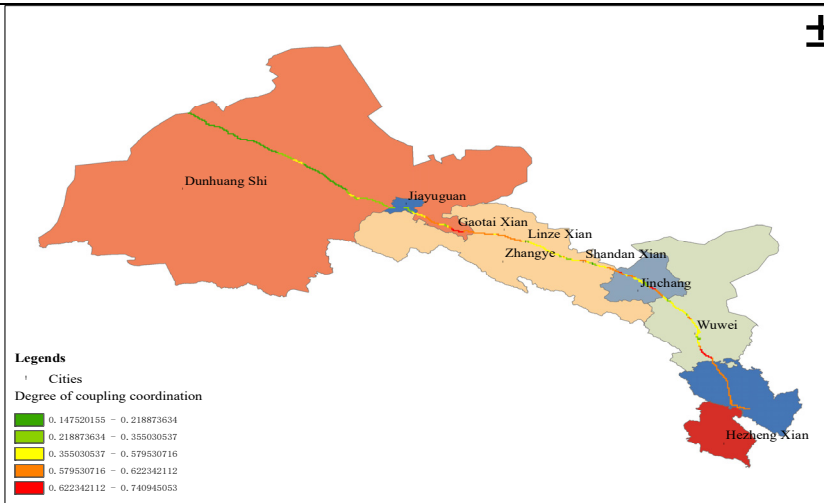 Dunhuang Shi
Jiayuguan
Gaotai Xian
Linze Xian
Zhangye
Shandan Xian
Jinchang
Wuwei
Hezheng Xian
Legends
Cities
Degree of coupling coordination
0.147520155 - 0.218873634
0.218873634 - 0.355030537
0.355030537 - 0.579530716
0.579530716 - 0.622342112
0.622342112 - 0.740945053